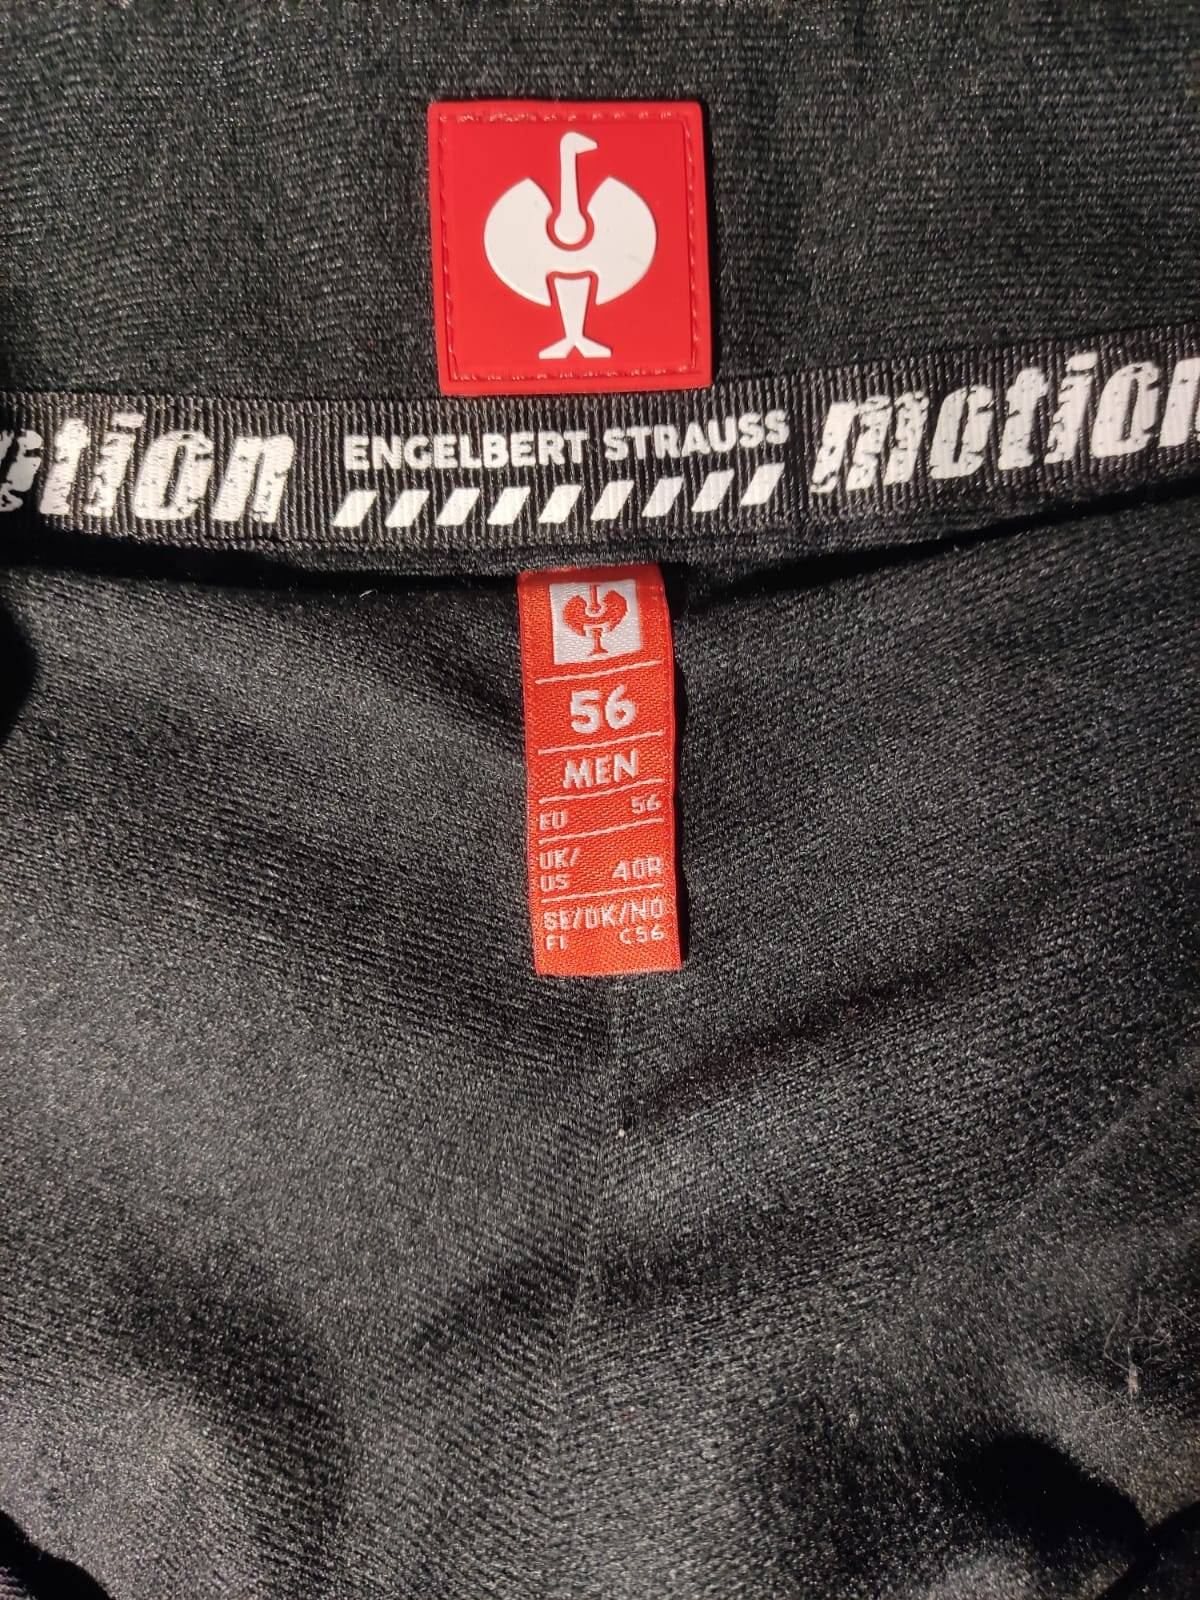 motion ENGELBERT STRAUSS motion
56
MEN
EU 56
UK/
US 40R
SE/DK/NO
FI C56